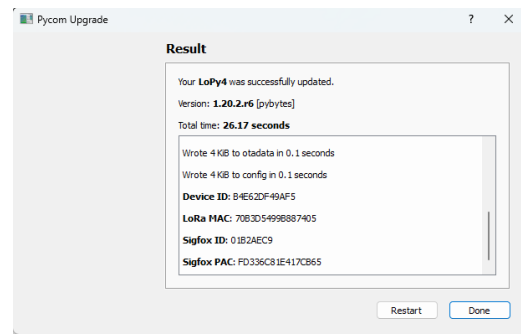 Pycom Upgrade
Result
Your LoPy4 was successfully updated.
Version: 1.20.2.r6 [pybytes]
Total time: 26.17 seconds
Wrote 4 KiB to otadata in 0.1 seconds
Wrote 4 KiB to config in 0.1 seconds
Device ID: B4E62DF49AF5
LoRa MAC: 70B3D5499B887405
Sigfox ID: 01B2AEC9
Sigfox PAC: FD336C81E417CB65
Restart Done